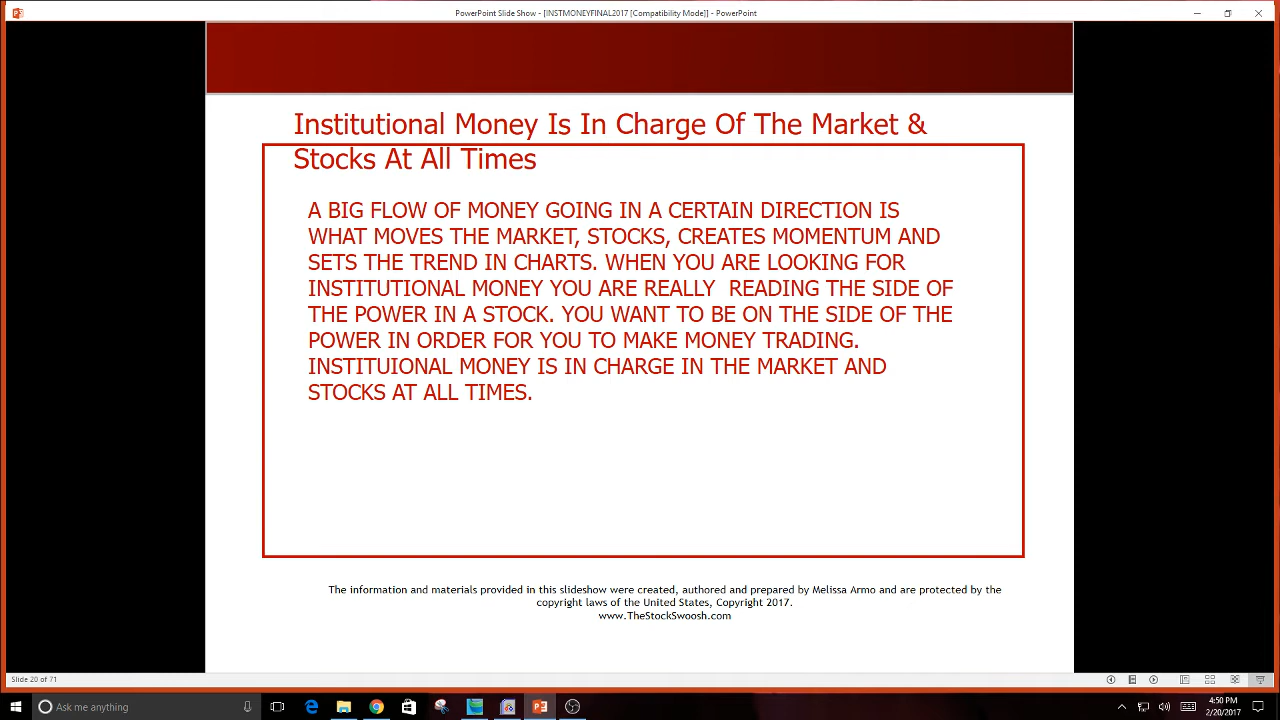 PowerPoint Slide Show - [INSTMONEYFINAL2017 [Compatibility Mode]] - PowerPoint
Institutional Money Is In Charge Of The Market &
Stocks At All Times
A BIG FLOW OF MONEY GOING IN A CERTAIN DIRECTION IS
WHAT MOVES THE MARKET, STOCKS, CREATES MOMENTUM AND
SETS THE TREND IN CHARTS. WHEN YOU ARE LOOKING FOR
INSTITUTIONAL MONEY YOU ARE REALLY  READING THE SIDE OF
THE POWER IN A STOCK. YOU WANT TO BE ON THE SIDE OF THE
POWER IN ORDER FOR YOU TO MAKE MONEY TRADING.
INSTITUIONAL MONEY IS IN CHARGE IN THE MARKET AND
STOCKS AT ALL TIMES.
The information and materials provided in this slideshow were created, authored and prepared by Melissa Armo and are protected by the
copyright laws of the United States, Copyright 2017.
www.TheStockSwoosh.com
Slide 20 of 71
Ask me anything
4:50 PM
2/20/2017